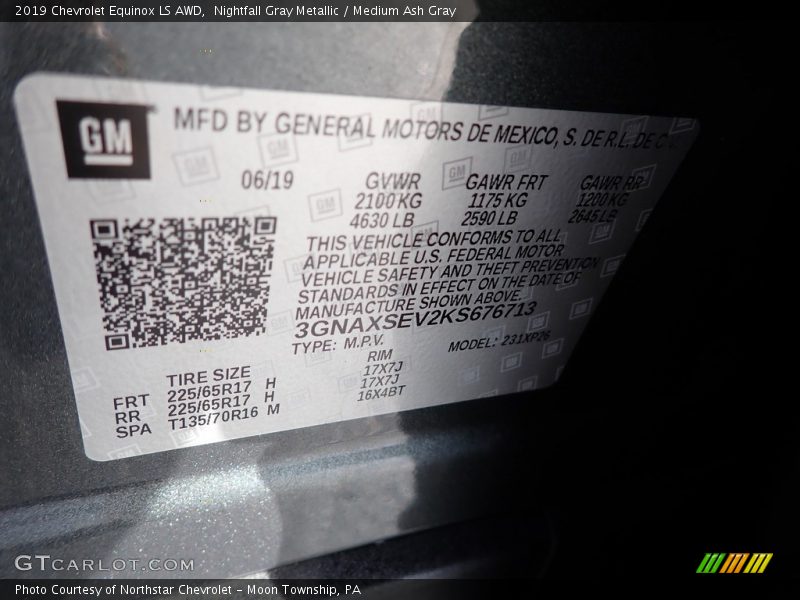 2019 Chevrolet Equinox LS AWD,  Nightfall Gray Metallic / Medium Ash Gray
GM MFD BY GENERAL MOTORS DE MEXICO, S. DE R.L. DE C.
06/19 GVWR GAWR FRT GAWR RR
2100 KG 1175 KG 1200 KG
4630 LB 2590 LB 2645 LB
THIS VEHICLE CONFORMS TO ALL
APPLICABLE U.S. FEDERAL MOTOR
VEHICLE SAFETY AND THEFT PREVENTION
STANDARDS IN EFFECT ON THE DATE OF
MANUFACTURE SHOWN ABOVE.
3GNAXSEV2KS676713
TYPE: M.P.V. MODEL: 231XP26
TIRE SIZE RIM
FRT 225/65R17 H 17X7J
RR 225/65R17 H 17X7J
SPA T135/70R16 M 16X4BT
GTCARLOT.COM
Photo Courtesy of Northstar Chevrolet - Moon Township, PA